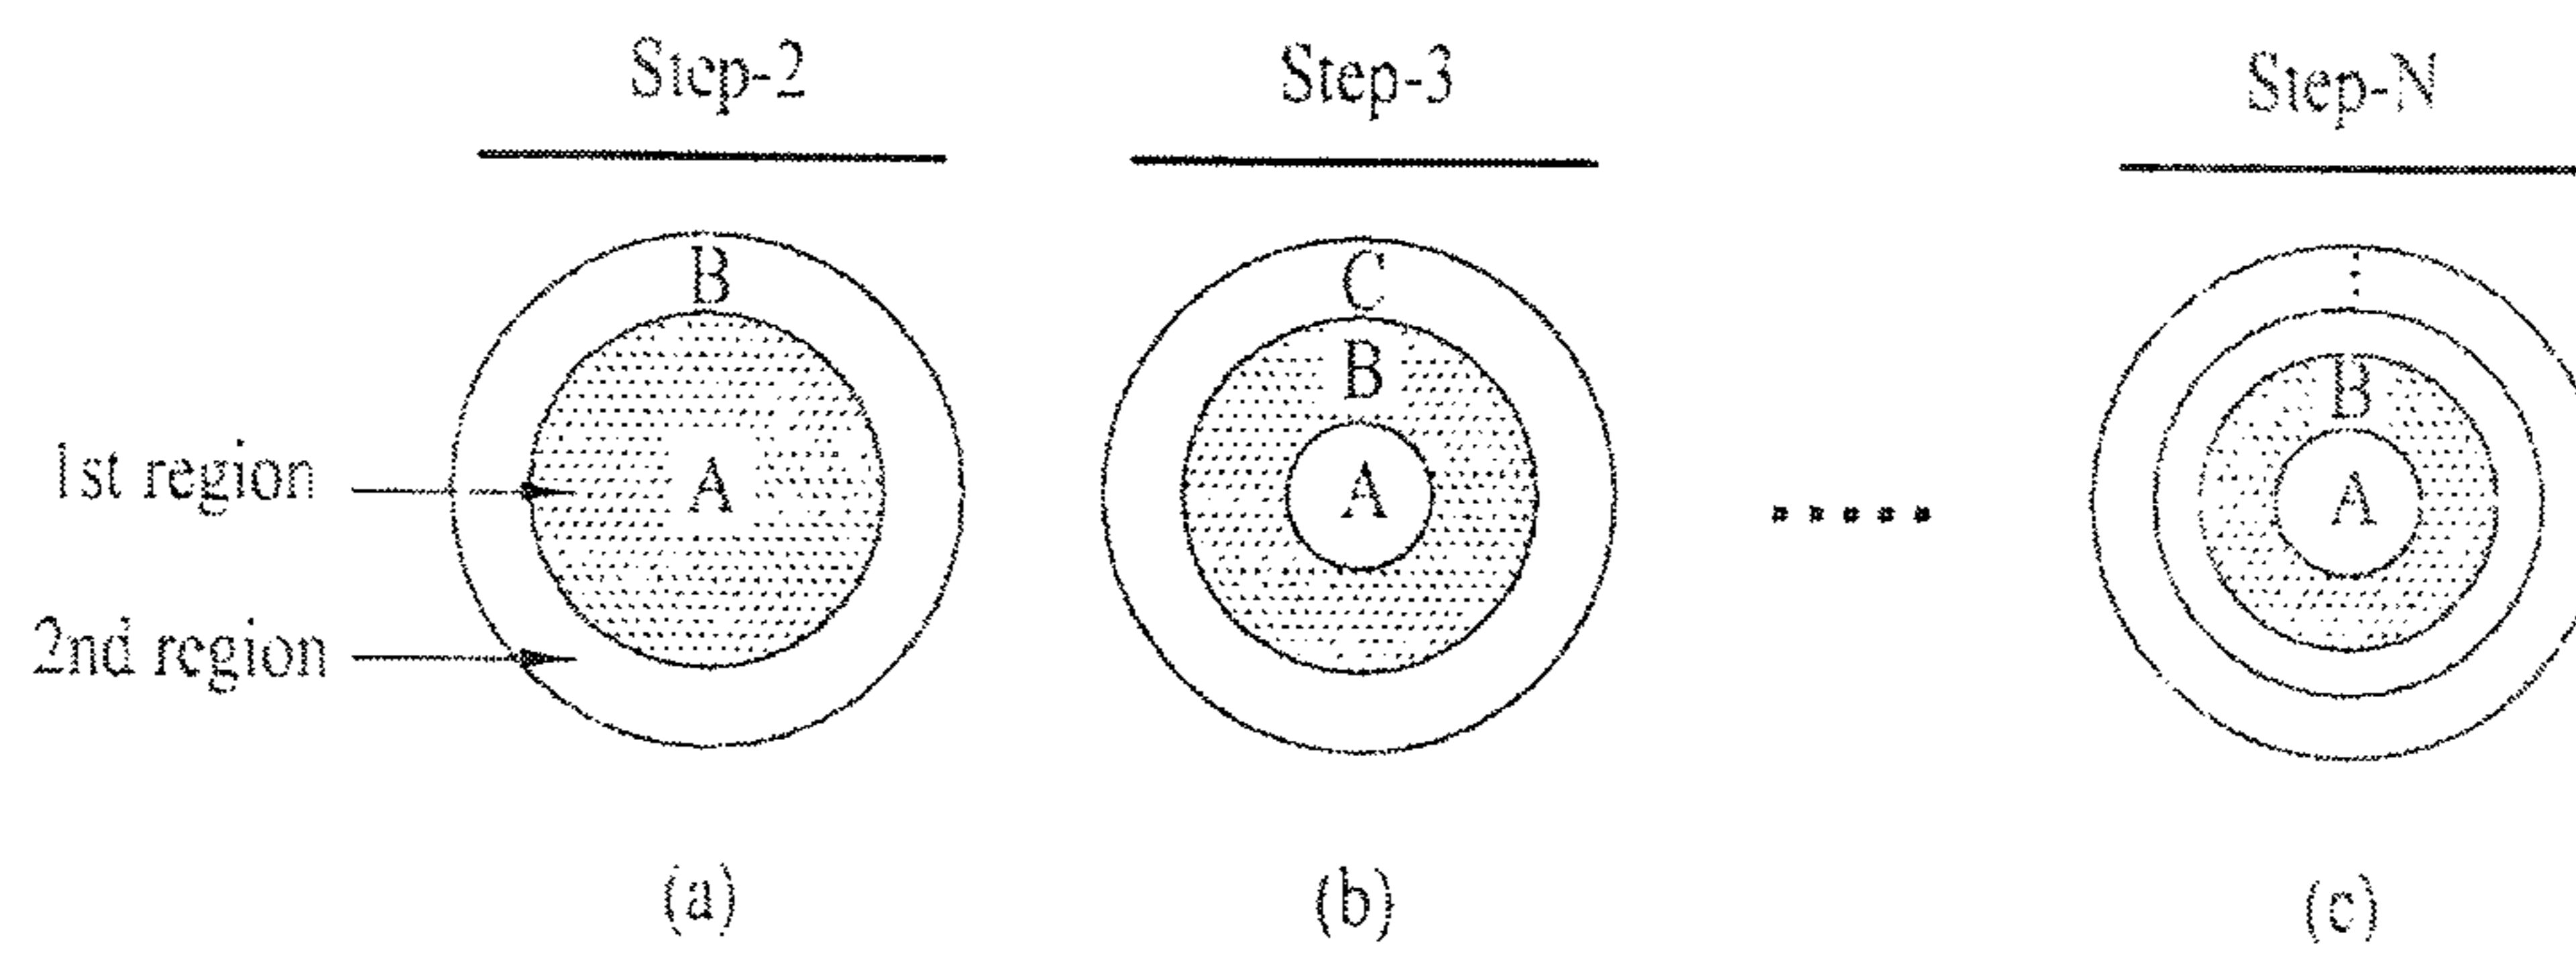 Step-2
Step-3
Step-N
B
C
B
B
1st region
A
A
A
.....
2nd region
(a)
(b)
(c)